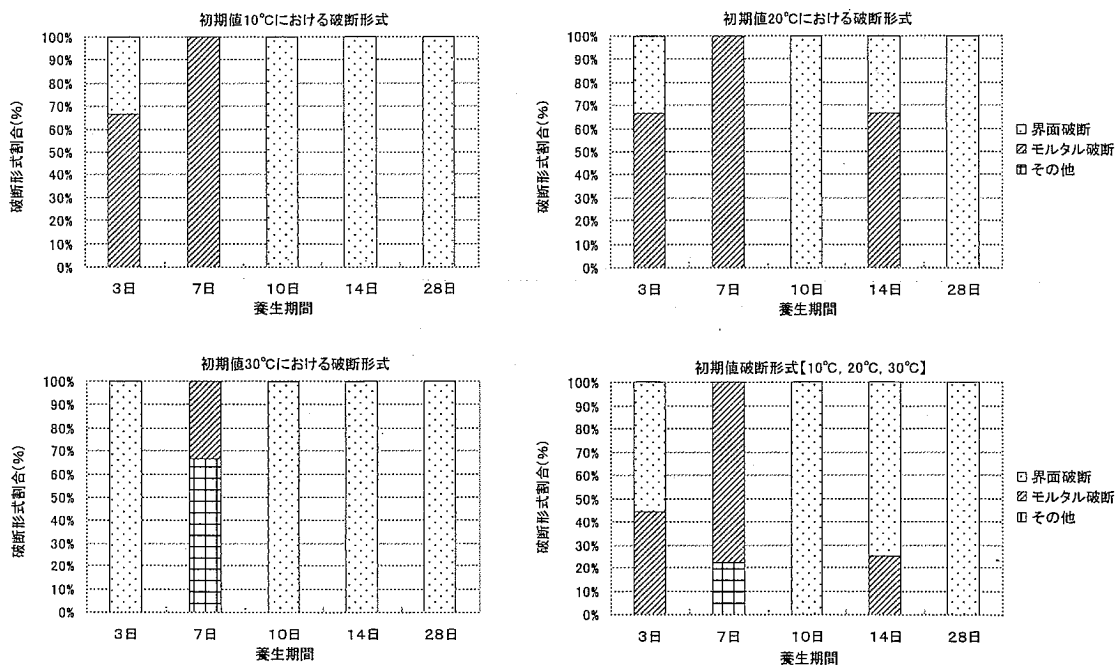 初期値10℃における破断形式
破断形式割合(%)
100%
90%
80%
70%
60%
50%
40%
30%
20%
10%
0%
3日 7日 10日 14日 28日
養生期間
初期値20℃における破断形式
破断形式割合(%)
100%
90%
80%
70%
60%
50%
40%
30%
20%
10%
0%
3日 7日 10日 14日 28日
養生期間
界面破断
モルタル破断
その他
初期値30℃における破断形式
破断形式割合(%)
100%
90%
80%
70%
60%
50%
40%
30%
20%
10%
0%
3日 7日 10日 14日 28日
養生期間
初期値破断形式【10℃, 20℃, 30℃】
破断形式割合(%)
100%
90%
80%
70%
60%
50%
40%
30%
20%
10%
0%
3日 7日 10日 14日 28日
養生期間
界面破断
モルタル破断
その他